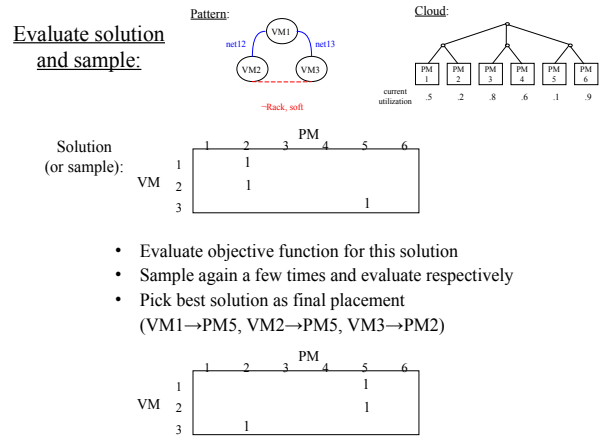 Evaluate solution
and sample:
Pattern:
VM1
net12
net13
VM2
VM3
¬Rack, soft
Cloud:
PM 1
PM 2
PM 3
PM 4
PM 5
PM 6
current
utilization
.5 .2 .8 .6 .1 .9
Solution
(or sample):
PM
1 2 3 4 5 6
VM
1 1
2 1
3 1
• Evaluate objective function for this solution
• Sample again a few times and evaluate respectively
• Pick best solution as final placement
(VM1→PM5, VM2→PM5, VM3→PM2)
PM
1 2 3 4 5 6
VM
1 1
2 1
3 1